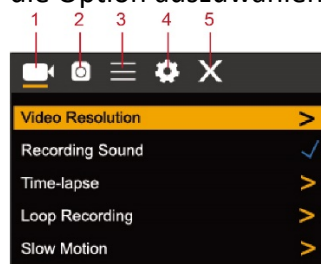 die Option auszuwählen
1 2 3 4 5
Video Resolution >
Recording Sound
Time-lapse >
Loop Recording >
Slow Motion >